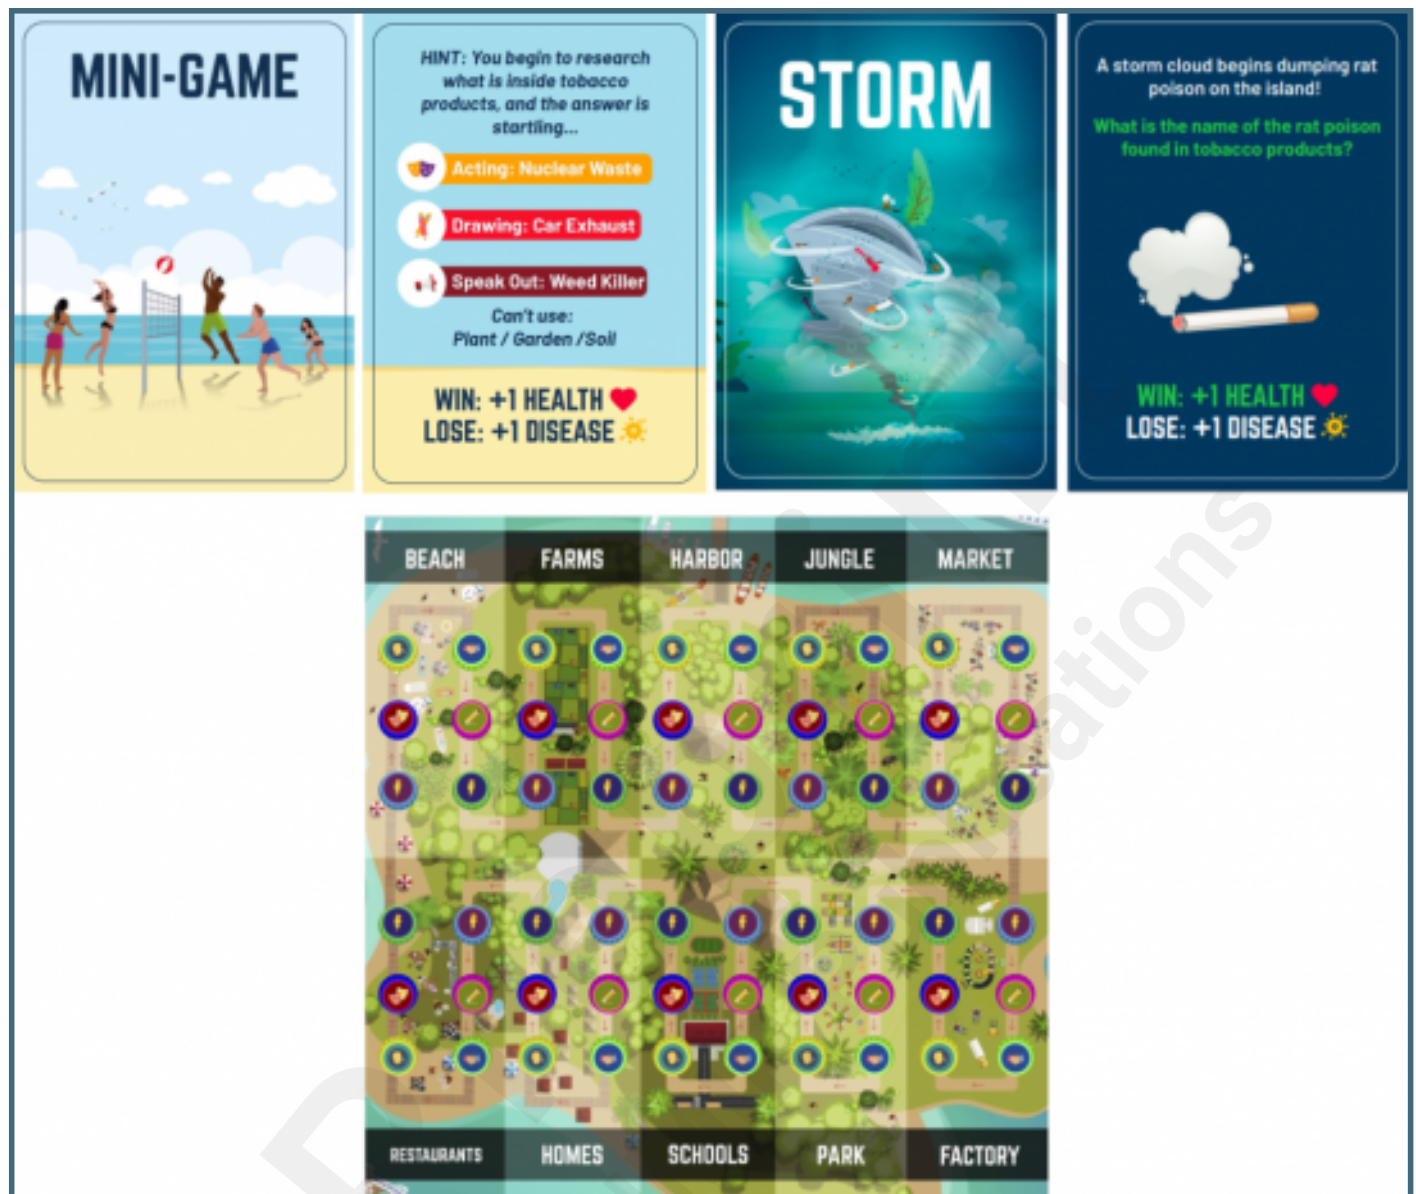 MINI-GAME
HINT: You begin to research
what is inside tobacco
products, and the answer is
startling...
Acting: Nuclear Waste
Drawing: Car Exhaust
Speak Out: Weed Killer
Can't use:
Plant / Garden /Soil
WIN: +1 HEALTH
LOSE: +1 DISEASE
STORM
A storm cloud begins dumping rat
poison on the island!
What is the name of the rat poison
found in tobacco products?
WIN: +1 HEALTH
LOSE: +1 DISEASE
BEACH
FARMS
HARBOR
JUNGLE
MARKET
RESTAURANTS
HOMES
SCHOOLS
PARK
FACTORY